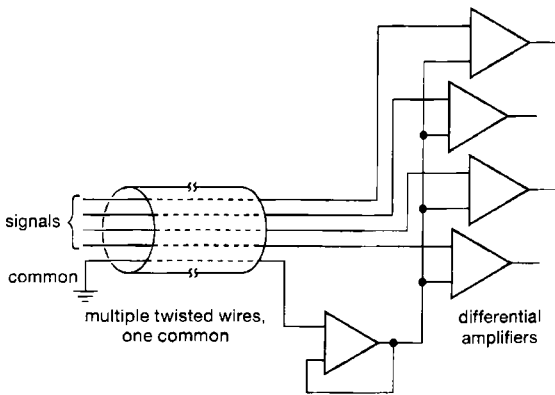 signals
common
multiple twisted wires,
one common
differential
amplifiers